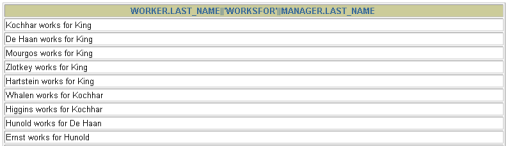 WORKER.LAST_NAME||'WORKSFOR'||MANAGER.LAST_NAME
Kochhar works for King
De Haan works for King
Mourgos works for King
Zlotkey works for King
Hartstein works for King
Whalen works for Kochhar
Higgins works for Kochhar
Hunold works for De Haan
Ernst works for Hunold